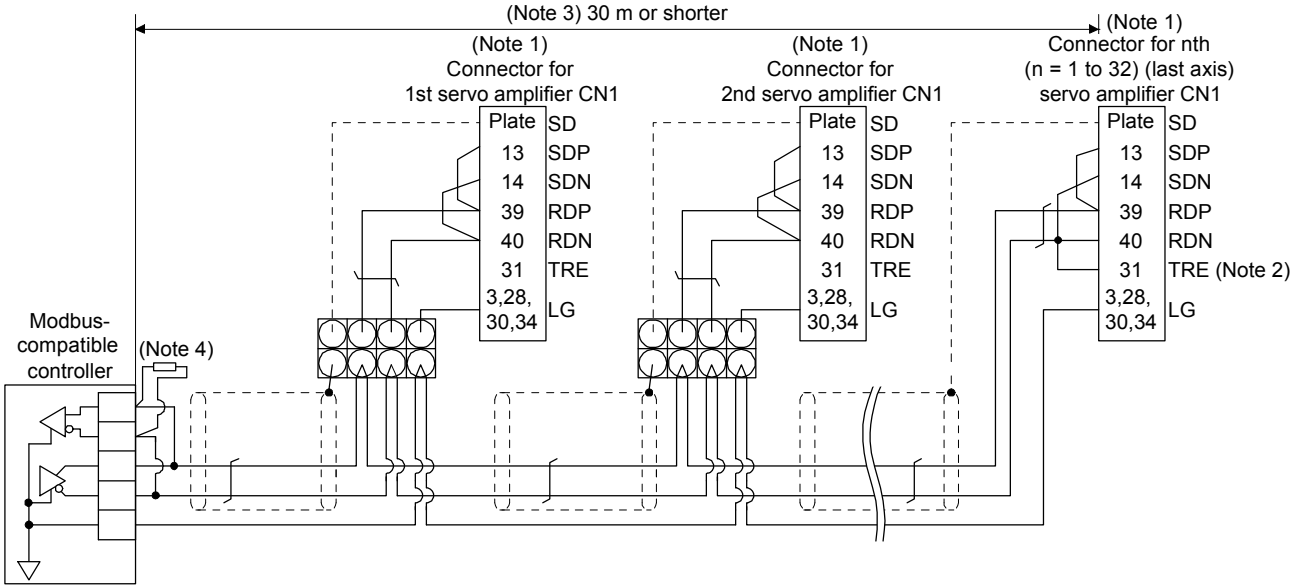 (Note 3) 30 m or shorter
(Note 1)
Connector for
1st servo amplifier CN1
(Note 1)
Connector for
2nd servo amplifier CN1
(Note 1)
Connector for nth
(n = 1 to 32) (last axis)
servo amplifier CN1
Plate SD
13 SDP
14 SDN
39 RDP
40 RDN
31 TRE
3,28,
30,34 LG
Plate SD
13 SDP
14 SDN
39 RDP
40 RDN
31 TRE
3,28,
30,34 LG
Plate SD
13 SDP
14 SDN
39 RDP
40 RDN
31 TRE (Note 2)
3,28,
30,34 LG
Modbus-
compatible
controller
(Note 4)